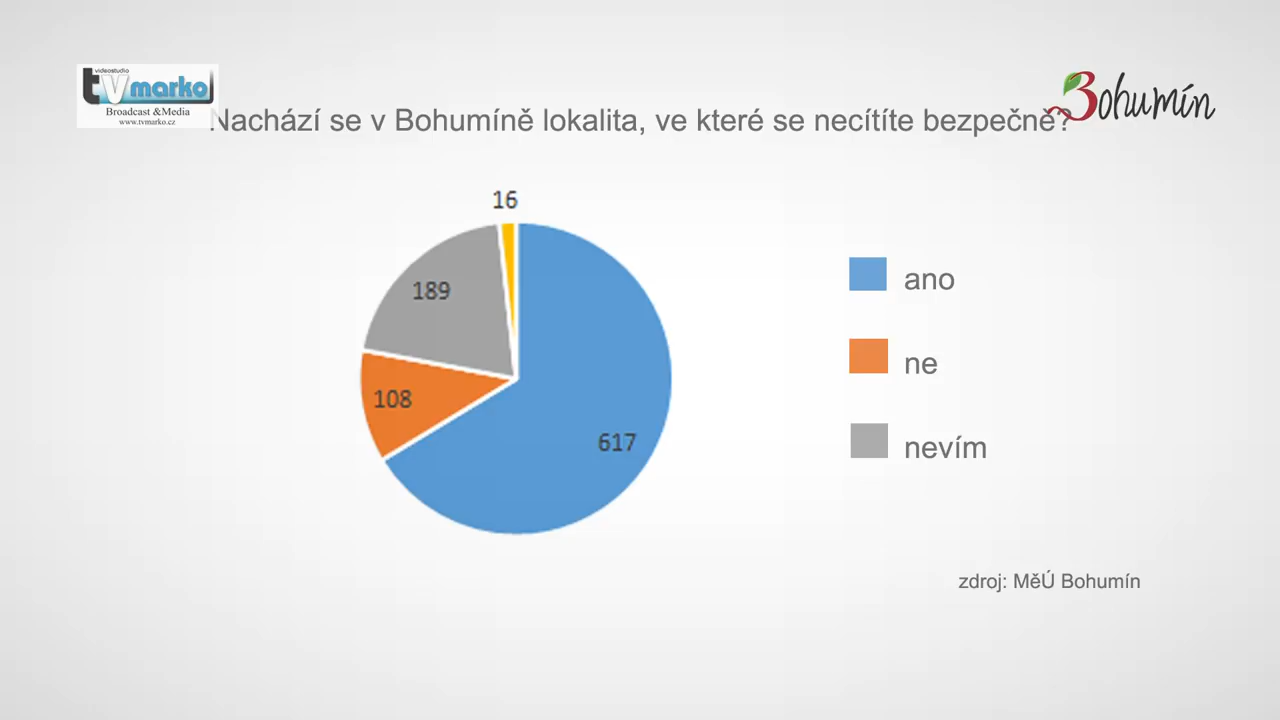 videostudio
tvmarko
Broadcast &Media
www.tvmarko.cz
Bohumín
Nachází se v Bohumíně lokalita, ve které se necítíte bezpečně?
16
189
108
617
ano
ne
nevím
zdroj: MěÚ Bohumín